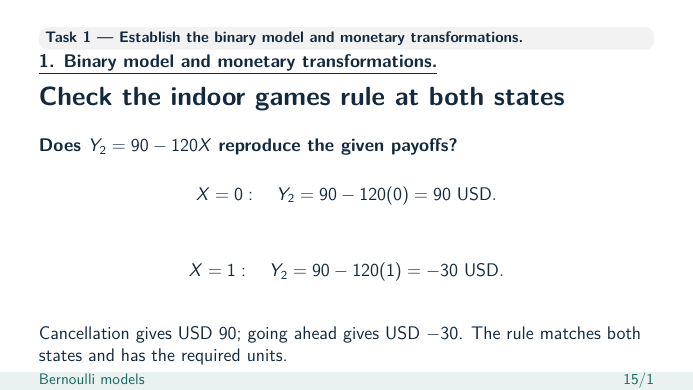 Task 1 — Establish the binary model and monetary transformations.
1. Binary model and monetary transformations.
Check the indoor games rule at both states
Does Y₂ = 90 − 120X reproduce the given payoffs?
X = 0 : Y₂ = 90 − 120(0) = 90 USD.
X = 1 : Y₂ = 90 − 120(1) = −30 USD.
Cancellation gives USD 90; going ahead gives USD −30. The rule matches both
states and has the required units.
Bernoulli models 15/1